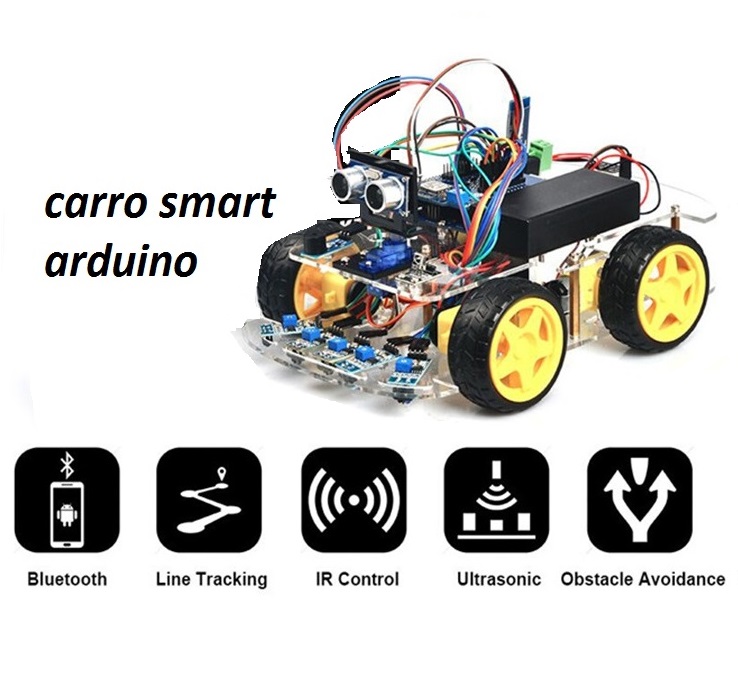 carro smart
arduino
Bluetooth
Line Tracking
IR Control
Ultrasonic
Obstacle Avoidance